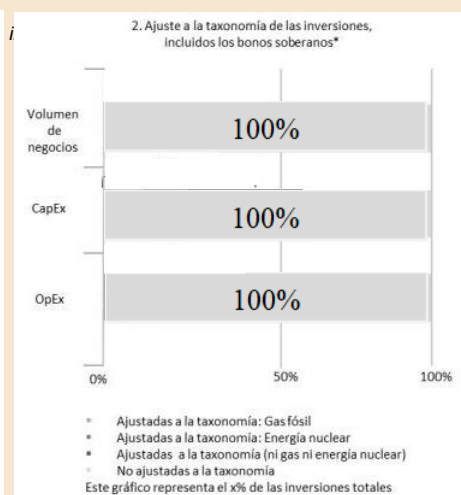 2. Ajuste a la taxonomía de las inversiones,
incluidos los bonos soberanos*
Volumen
de
negocios
100%
CapEx
100%
OpEx
100%
0%
50%
100%
Ajustadas a la taxonomía: Gas fósil
Ajustadas a la taxonomía: Energía nuclear
Ajustadas a la taxonomía (ni gas ni energía nuclear)
No ajustadas a la taxonomía
Este gráfico representa el x% de las inversiones totales